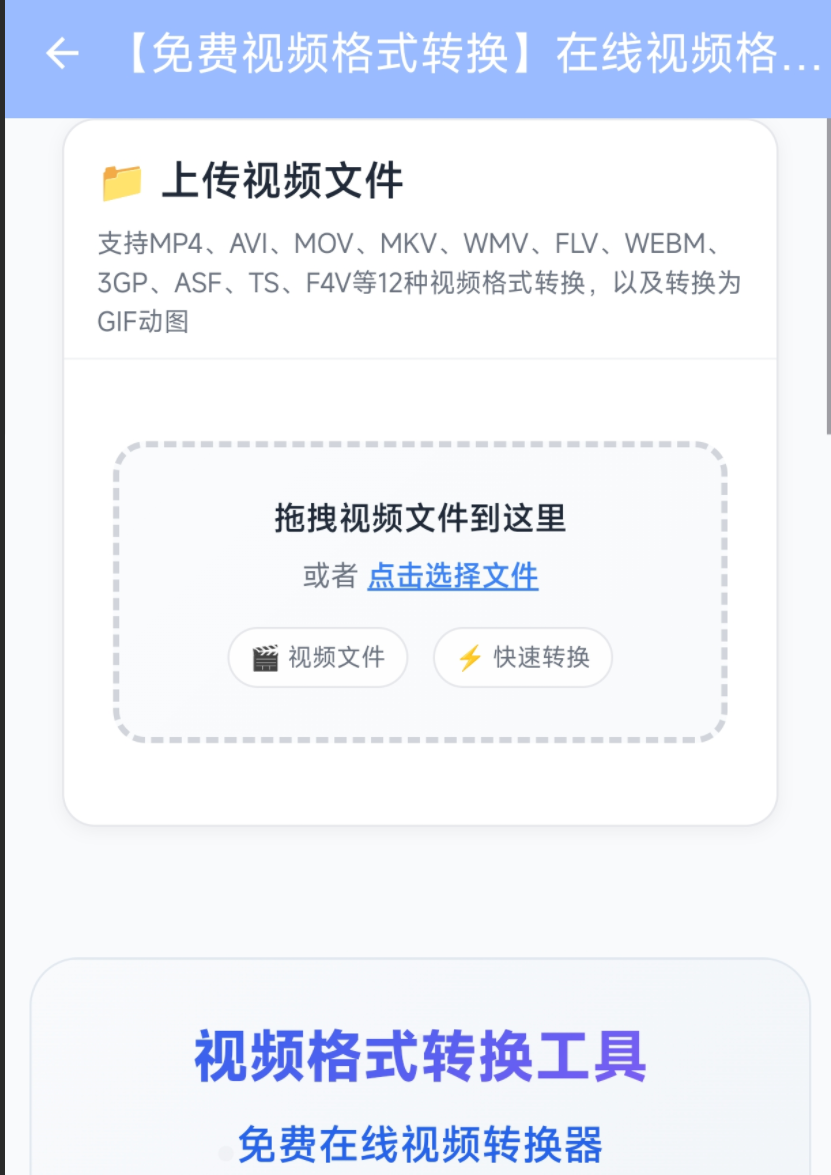 【免费视频格式转换】在线视频格...
上传视频文件
支持MP4、AVI、MOV、MKV、WMV、FLV、WEBM、
3GP、ASF、TS、F4V等12种视频格式转换，以及转换为
GIF动图
拖拽视频文件到这里
或者 点击选择文件
视频文件 快速转换
视频格式转换工具
免费在线视频转换器